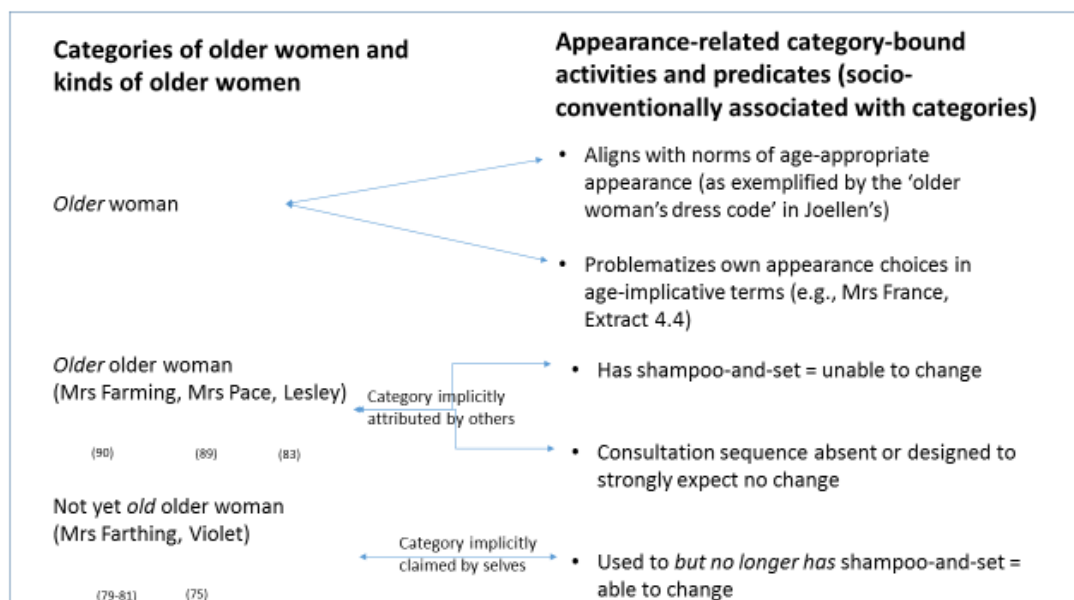 Categories of older women and
kinds of older women
Appearance-related category-bound
activities and predicates (socio-
conventionally associated with categories)
Older woman
• Aligns with norms of age-appropriate
appearance (as exemplified by the ‘older
woman’s dress code’ in Joellen’s)
• Problematizes own appearance choices in
age-implicative terms (e.g., Mrs France,
Extract 4.4)
Older older woman
(Mrs Farming, Mrs Pace, Lesley)
(90) (89) (83)
Category implicitly
attributed by others
• Has shampoo-and-set = unable to change
• Consultation sequence absent or designed to
strongly expect no change
Not yet old older woman
(Mrs Farthing, Violet)
(79-81) (75)
Category implicitly
claimed by selves
• Used to but no longer has shampoo-and-set =
able to change